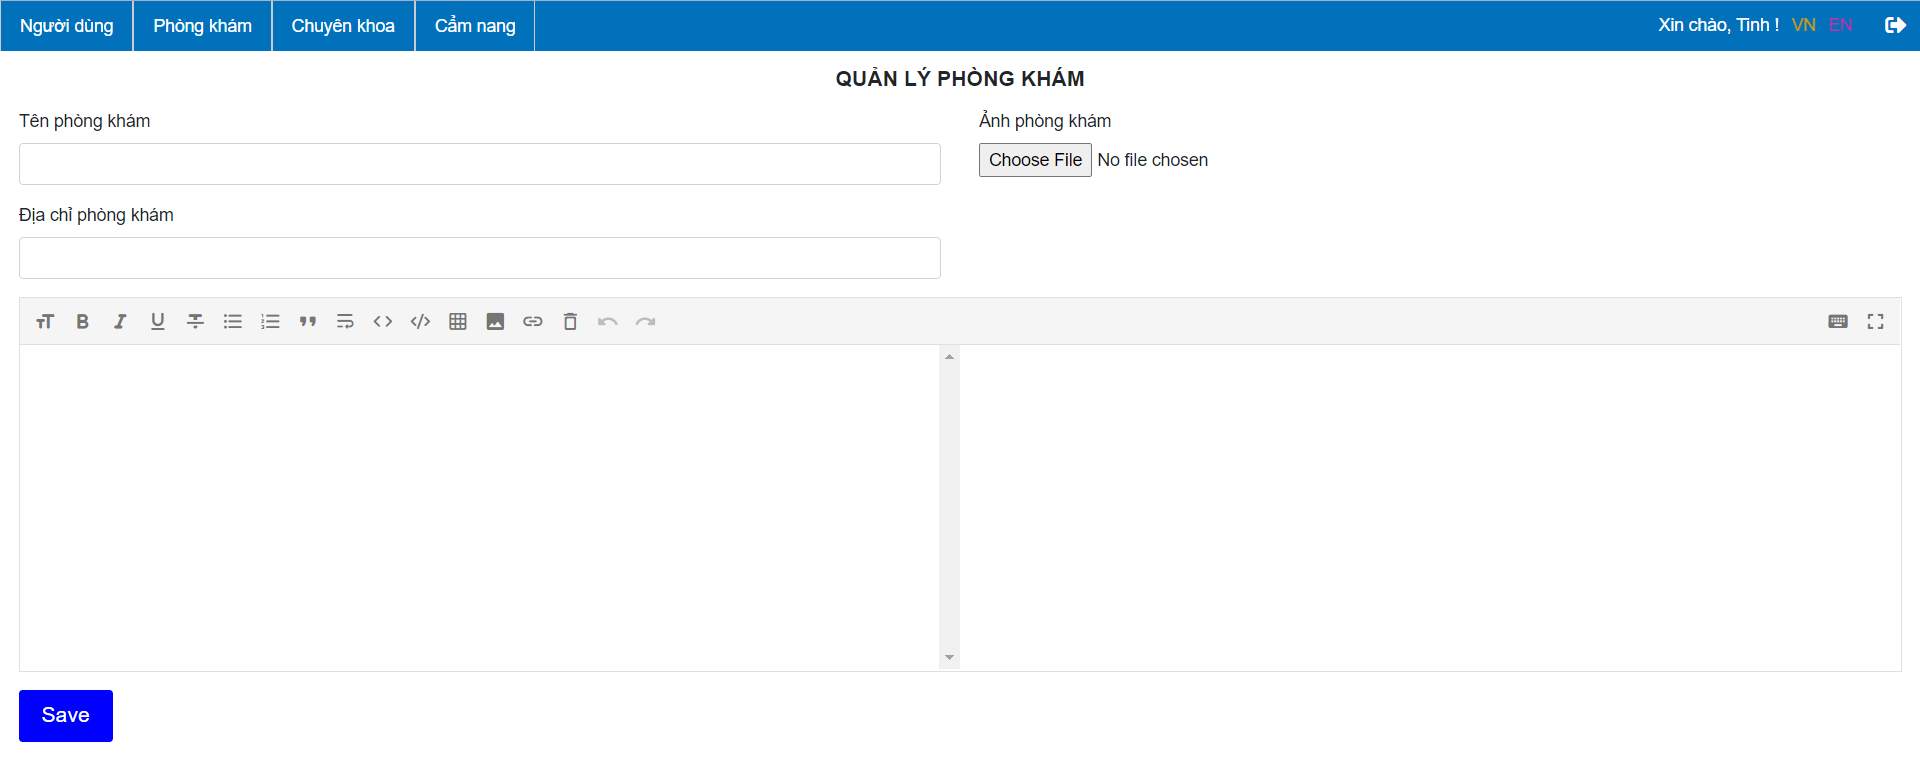 Người dùng Phòng khám Chuyên khoa Cẩm nang Xin chào, Tinh ! VN EN
QUẢN LÝ PHÒNG KHÁM
Tên phòng khám
Ảnh phòng khám
Choose File No file chosen
Địa chỉ phòng khám
Save